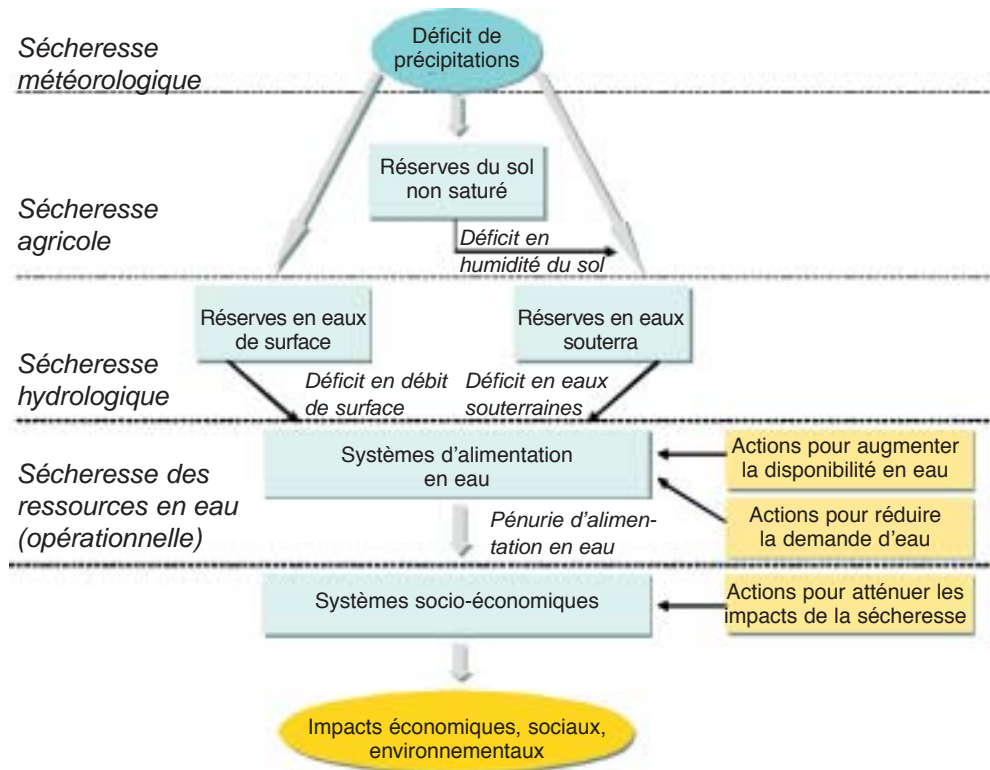 Sécheresse
météorologique
Déficit de
précipitations
Réserves du sol
non saturé
Sécheresse
agricole
Déficit en
humidité du sol
Réserves en eaux
de surface
Réserves en eaux
souterra
Sécheresse
hydrologique
Déficit en débit
de surface
Déficit en eaux
souterraines
Sécheresse des
ressources en eau
(opérationnelle)
Systèmes d'alimentation
en eau
Actions pour augmenter
la disponibilité en eau
Pénurie d'alimen-
tation en eau
Actions pour réduire
la demande d'eau
Systèmes socio-économiques
Actions pour atténuer les
impacts de la sécheresse
Impacts économiques, sociaux,
environnementaux